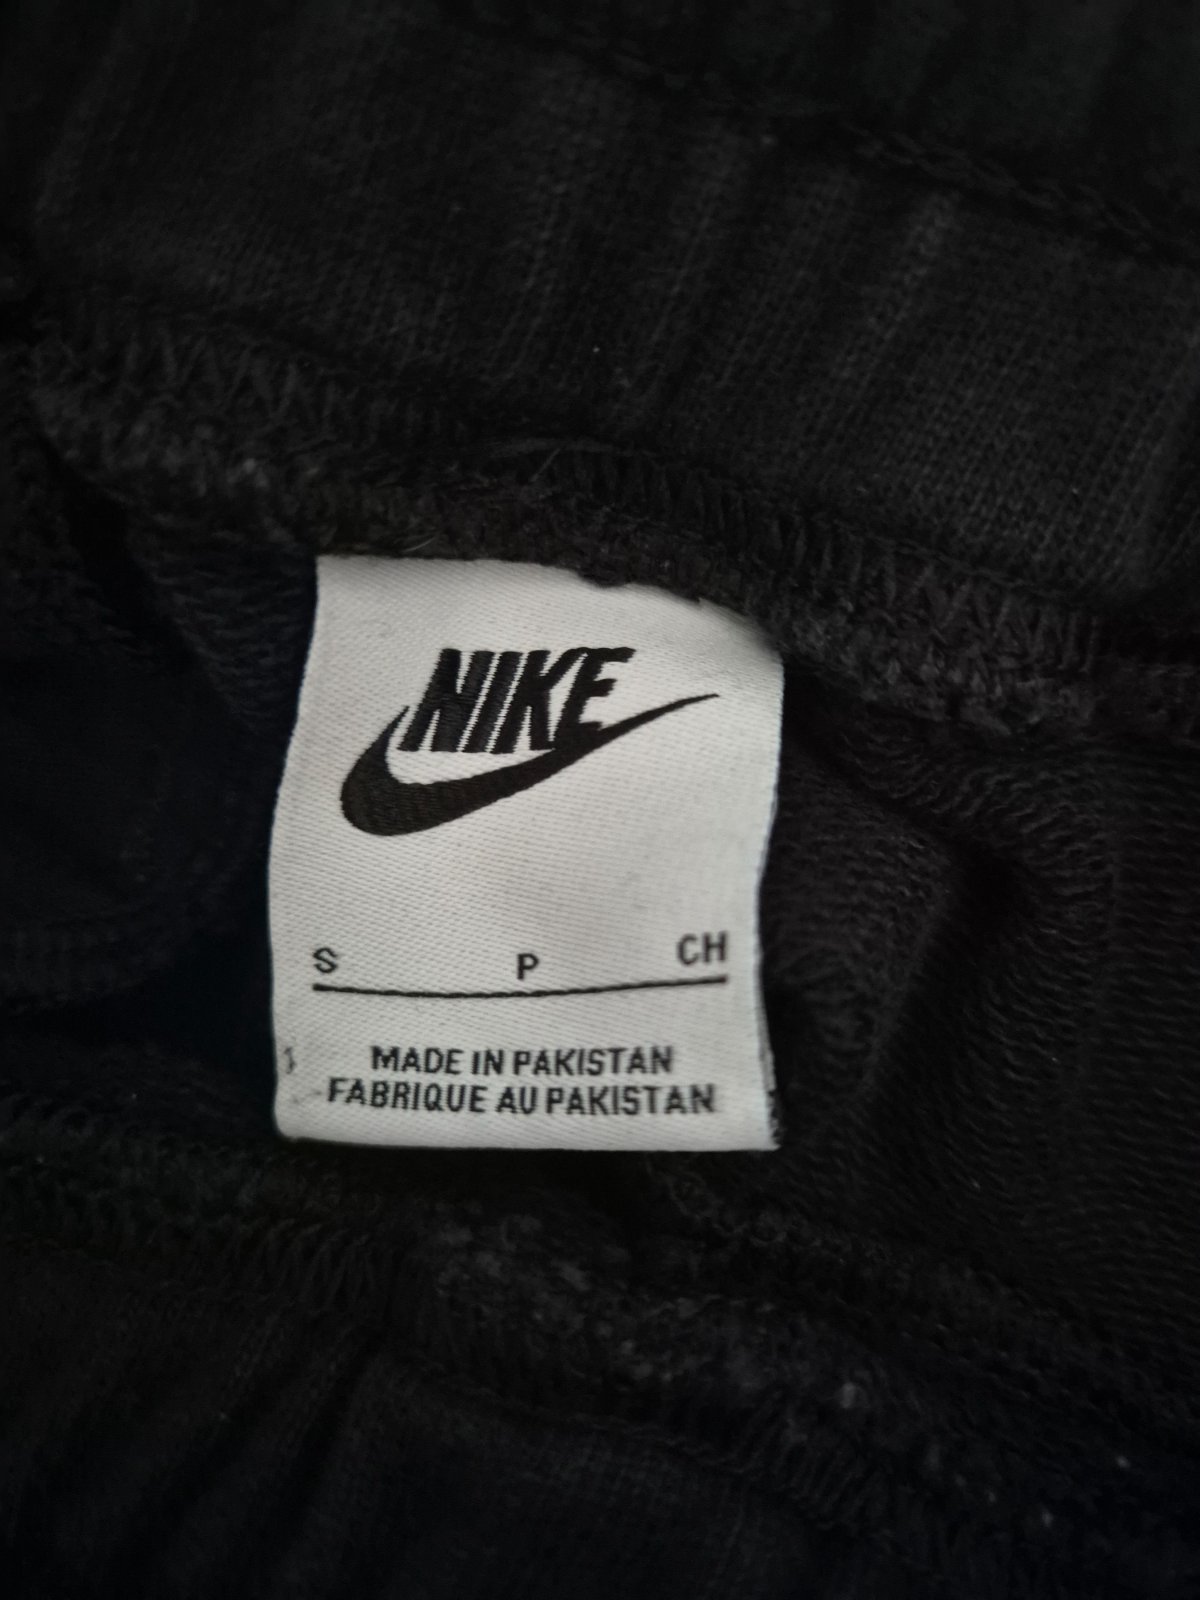 NIKE
S P CH
MADE IN PAKISTAN
FABRIQUE AU PAKISTAN